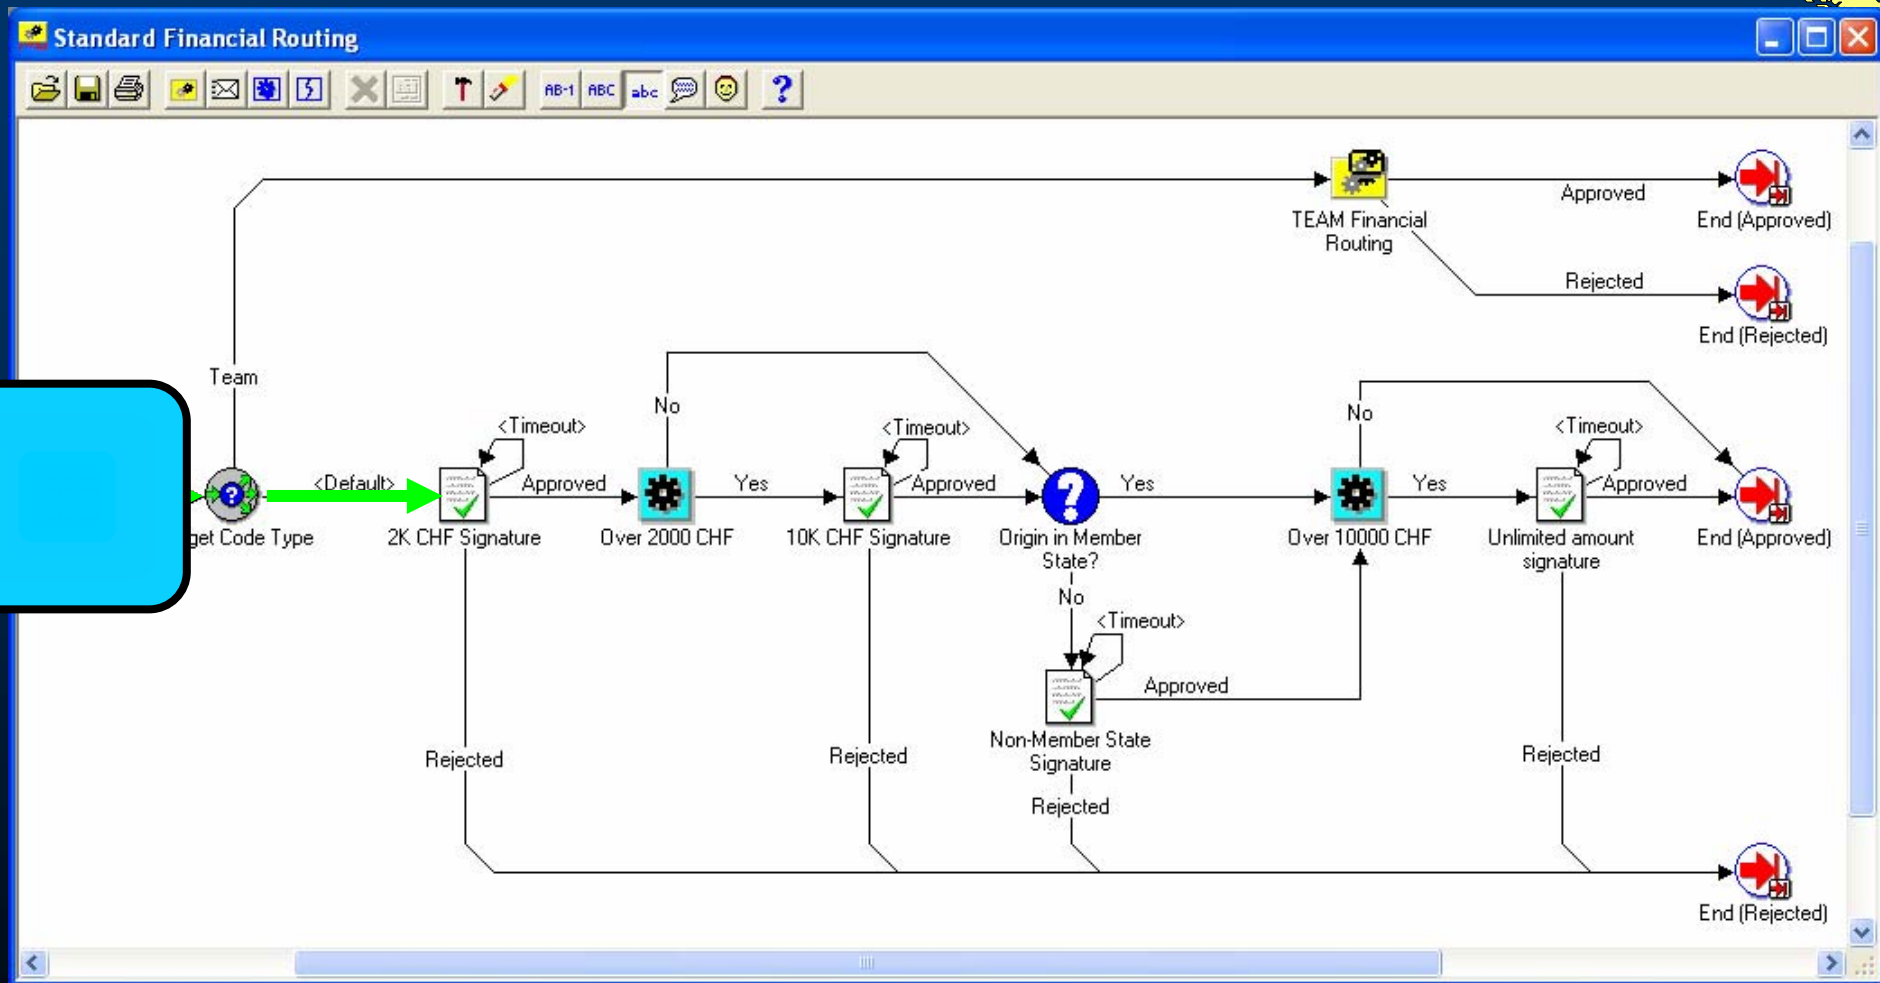 Standard Financial Routing
AB-1 ABC abc
TEAM Financial
Routing
Approved
End (Approved)
Rejected
End (Rejected)
Team
No
No
<Timeout>
<Timeout>
<Timeout>
<Default>
Approved
Yes
Approved
Yes
Yes
Approved
get Code Type
2K CHF Signature
Over 2000 CHF
10K CHF Signature
Origin in Member
State?
Over 10000 CHF
Unlimited amount
signature
End (Approved)
No
<Timeout>
Approved
Non-Member State
Signature
Rejected
Rejected
Rejected
Rejected
End (Rejected)